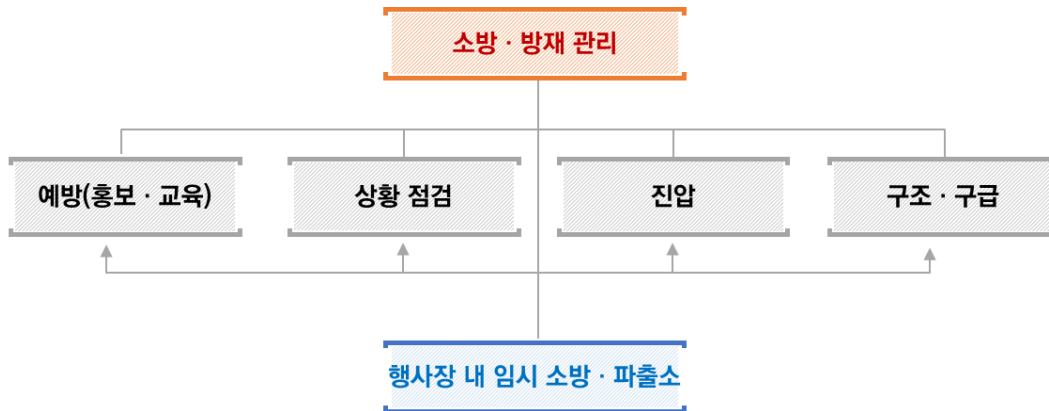 소방 · 방재 관리
예방(홍보 · 교육)
상황 점검
진압
구조 · 구급
행사장 내 임시 소방 · 파출소